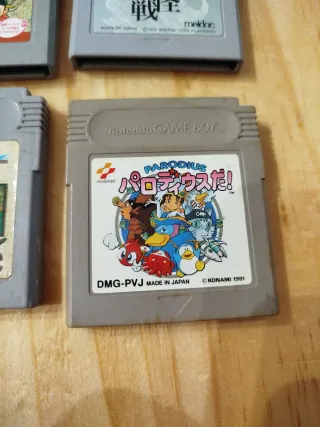 全
戦
meldac
Nintendo GAME BOY
KONAMI
PARODIUS
パロディウスだ!
TM
DMG-PVJ MADE IN JAPAN
© KONAMI 1991